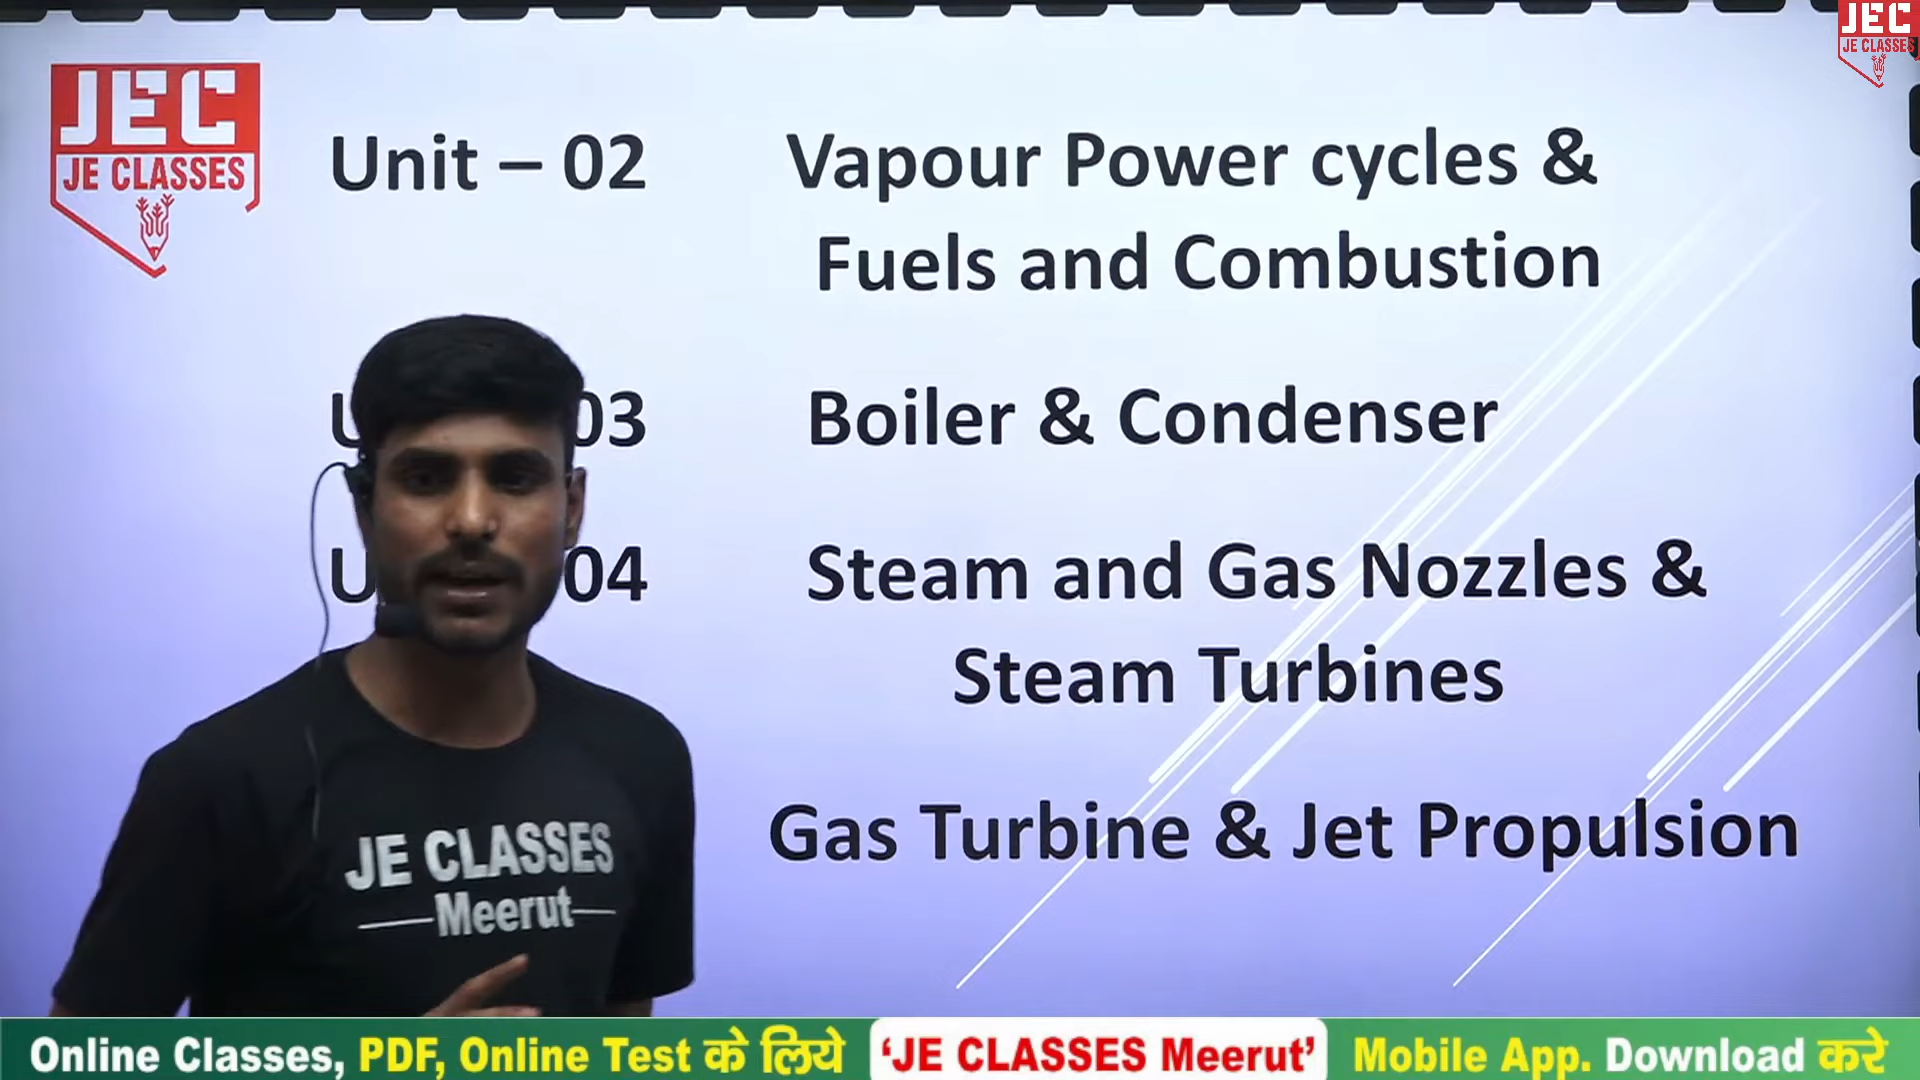 JEC
JE CLASSES
JEC
JE CLASSES
Unit – 02
Vapour Power cycles &
Fuels and Combustion
03
Boiler & Condenser
04
Steam and Gas Nozzles &
Steam Turbines
Gas Turbine & Jet Propulsion
JE CLASSES
Meerut
Online Classes, PDF, Online Test के लिये 'JE CLASSES Meerut' Mobile App. Download करे